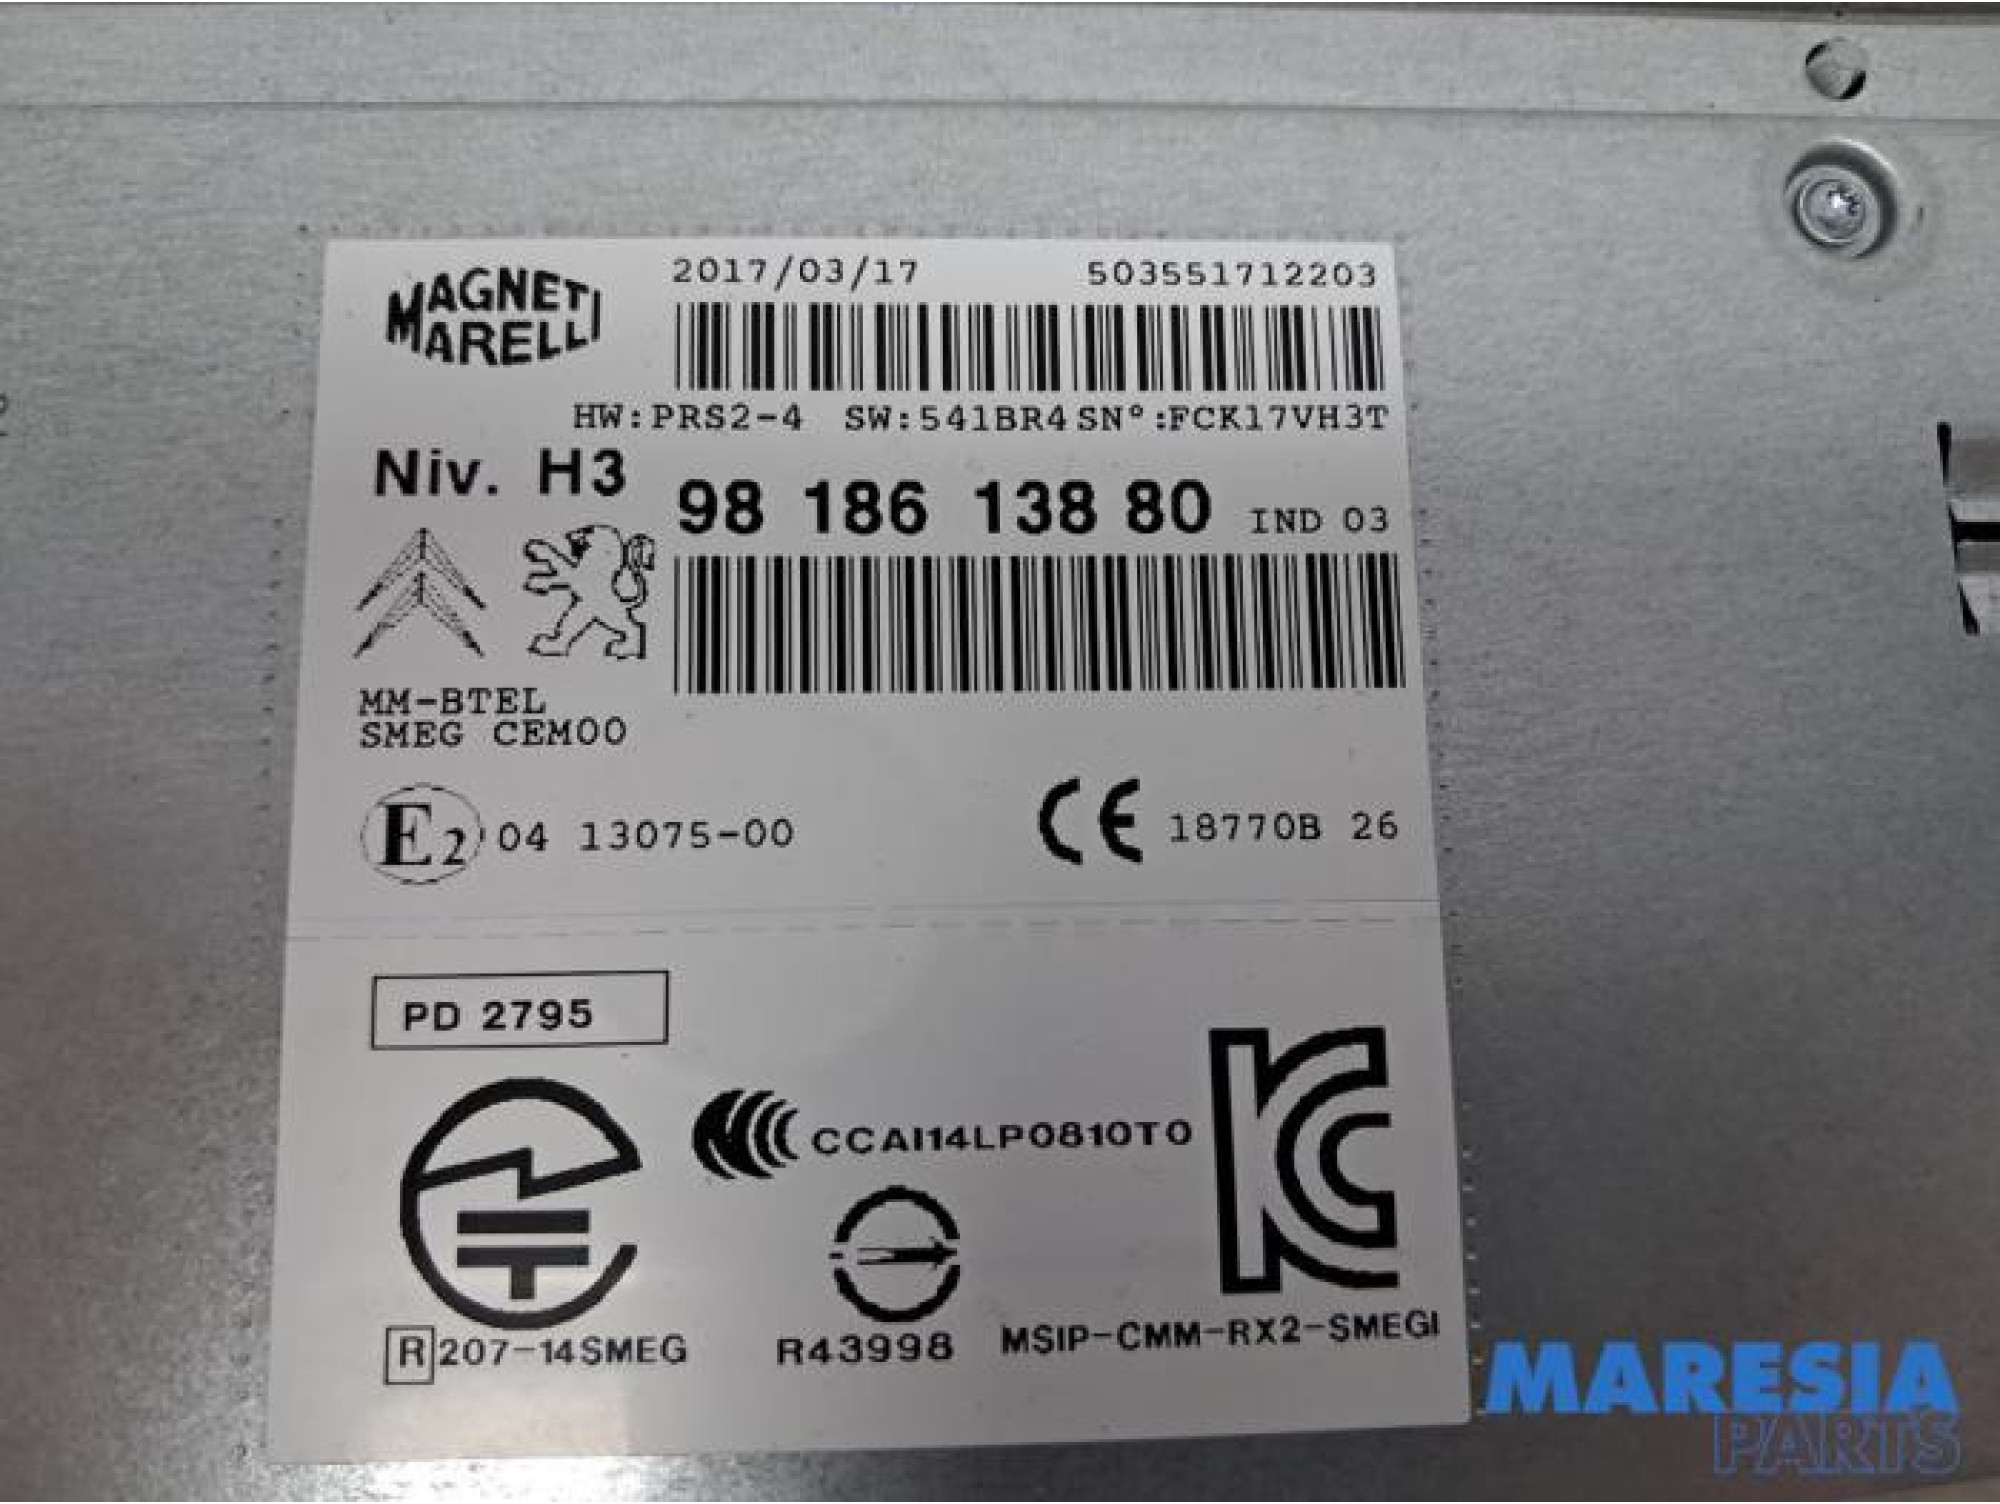 MAGNETI
MARELLI
2017/03/17 503551712203
HW:PRS2-4 SW:541BR4 SN°:FCK17VH3T
Niv. H3
98 186 138 80 IND 03
MM-BTEL
SMEG CEM00
E2 04 13075-00
CE 18770B 26
PD 2795
CCAI14LP0810T0
R 207-14SMEG
R43998
MSIP-CMM-RX2-SMEGI
MARESIA
PARTS